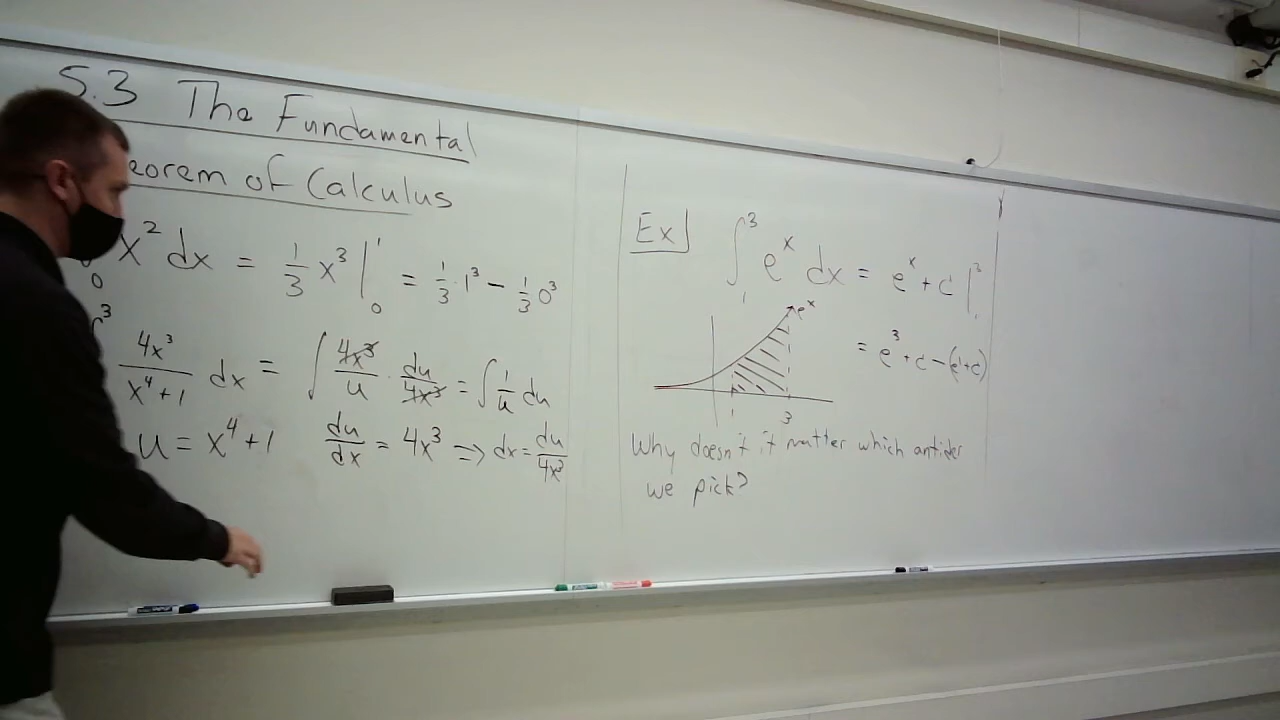 5.3 The Fundamental
eorem of Calculus
∫₀ x² dx = 1/3 x³ |₀¹ = 1/3 · 1³ − 1/3 0³
∫³ 4x³/(x⁴+1) dx = ∫ 4x³/u · du/4x³ = ∫ 1/u du
u = x⁴+1 du/dx = 4x³ ⇒ dx = du/4x³
Ex
∫₁³ eˣ dx = eˣ + c |₁³
eˣ
= e³ + c − (e¹ + c)
1 3
Why doesn't it matter which antider
we pick?